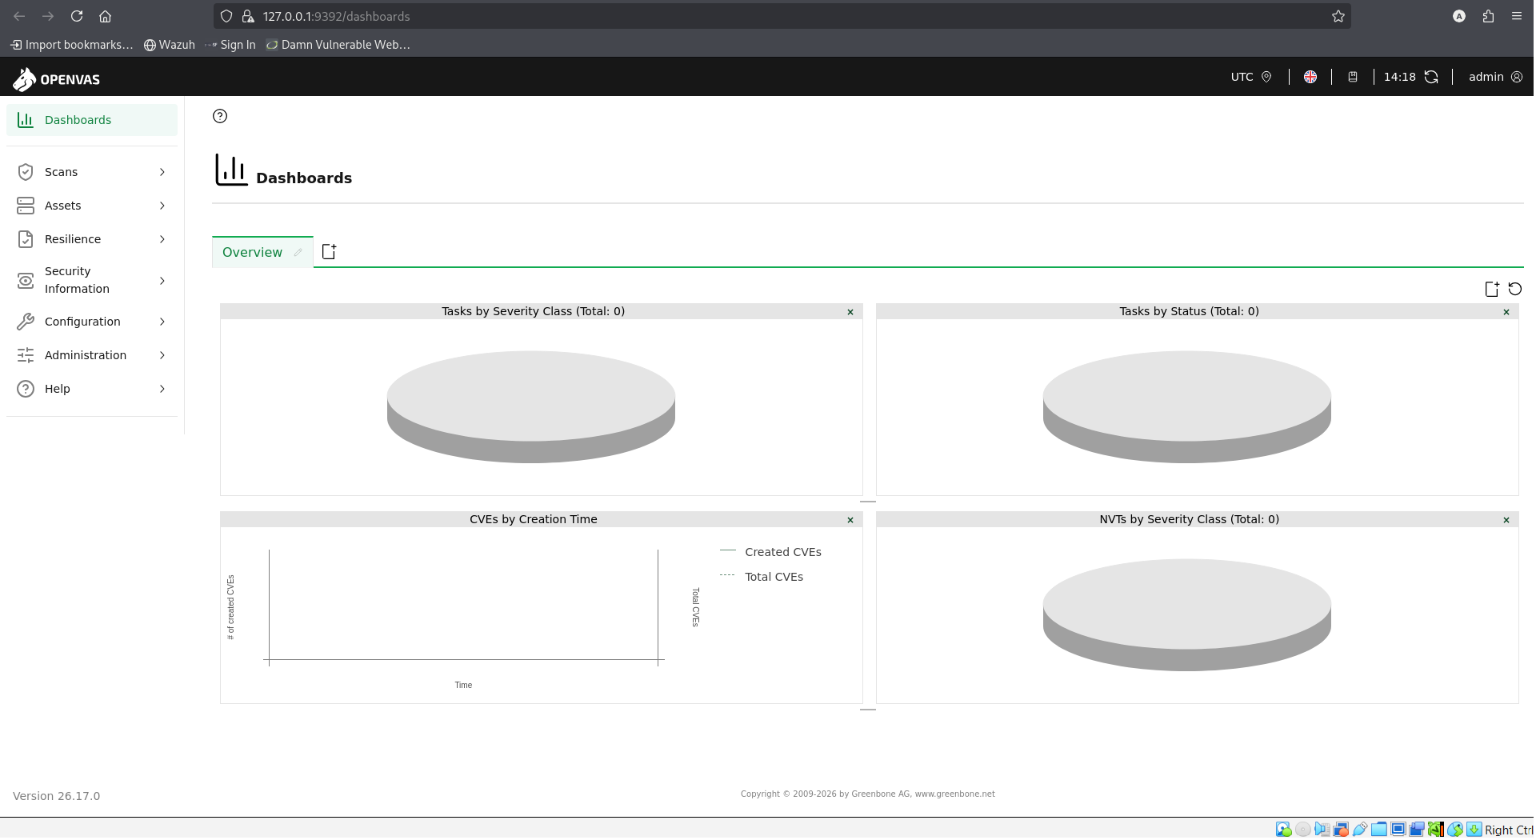 127.0.0.1:9392/dashboards
A
Import bookmarks...
Wazuh
Sign In
Damn Vulnerable Web...
OPENVAS
UTC
14:18
admin
Dashboards
Scans
Assets
Resilience
Security
Information
Configuration
Administration
Help
Dashboards
Overview
Tasks by Severity Class (Total: 0)
Tasks by Status (Total: 0)
CVEs by Creation Time
# of created CVEs
Time
Total CVEs
Created CVEs
Total CVEs
NVTs by Severity Class (Total: 0)
Version 26.17.0
Copyright © 2009-2026 by Greenbone AG, www.greenbone.net
Right Ctrl